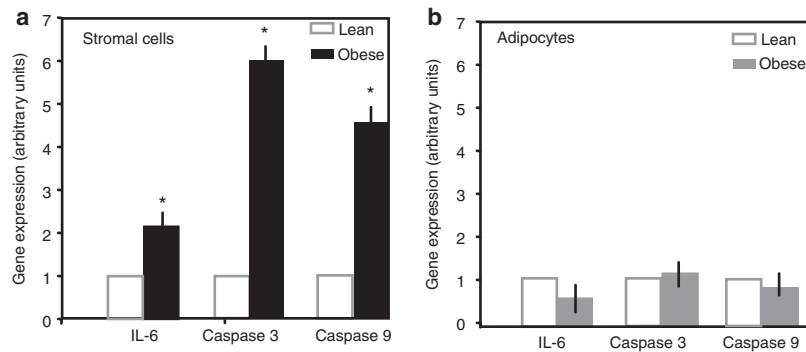 a
Stromal cells
Lean
Obese
Gene expression (arbitrary units)
7
6
5
4
3
2
1
0
*
*
*
IL-6
Caspase 3
Caspase 9
b
Adipocytes
Lean
Obese
Gene expression (arbitrary units)
7
6
5
4
3
2
1
0
IL-6
Caspase 3
Caspase 9